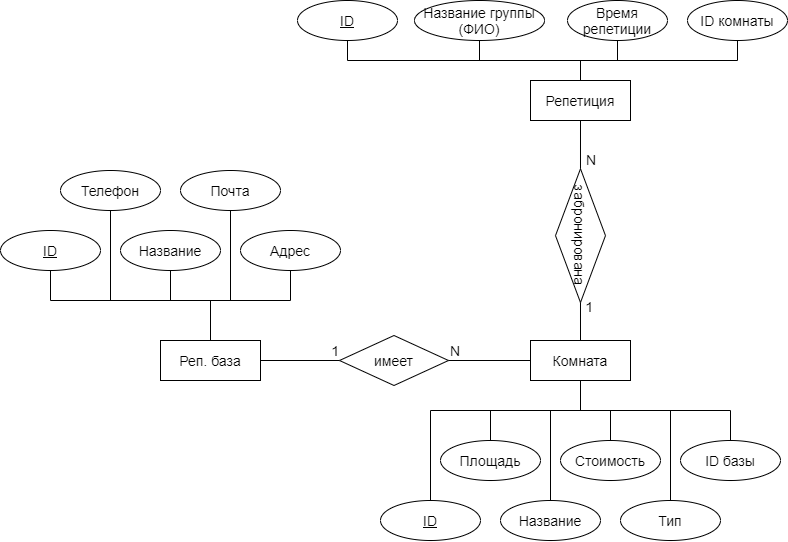 ID
Название группы
(ФИО)
Время
репетиции
ID комнаты
Репетиция
N
забронирована
1
Телефон
Почта
ID
Название
Адрес
Реп. база
1
имеет
N
Комната
Площадь
Стоимость
ID базы
ID
Название
Тип